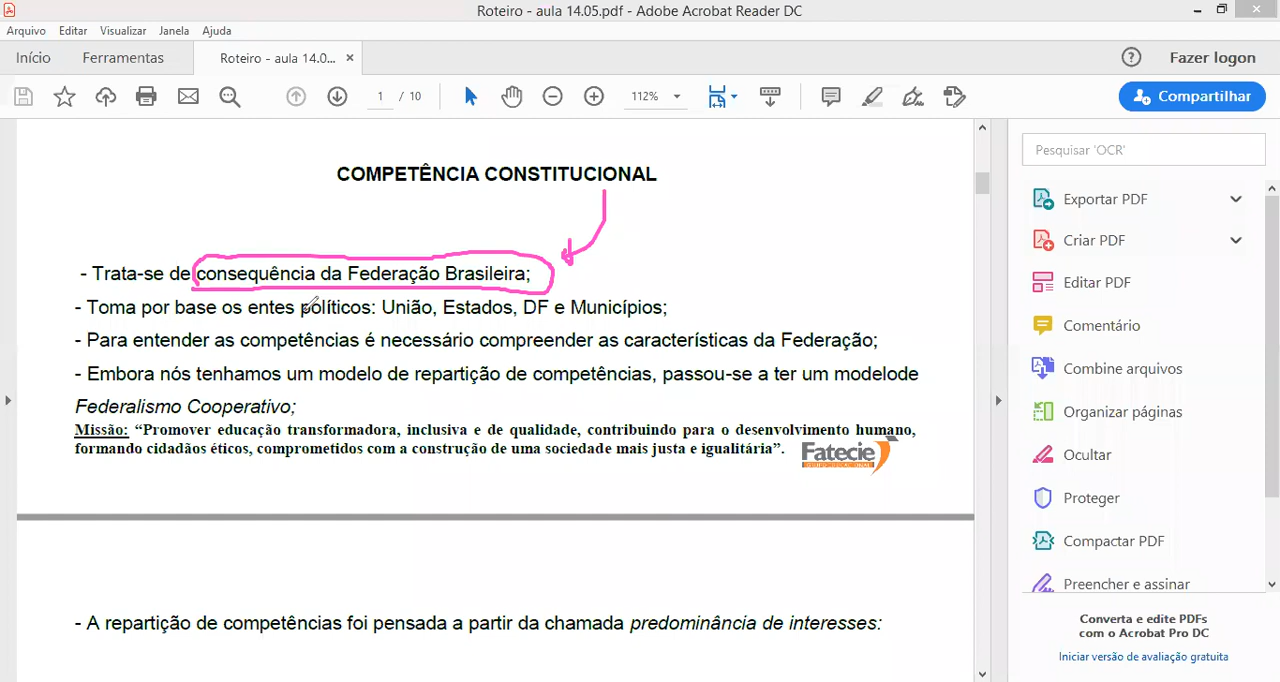 Roteiro - aula 14.05.pdf - Adobe Acrobat Reader DC
Arquivo Editar Visualizar Janela Ajuda
Início Ferramentas Roteiro - aula 14.0... × Fazer logon
1 / 10 112% Compartilhar
COMPETÊNCIA CONSTITUCIONAL
- Trata-se de consequência da Federação Brasileira;
- Toma por base os entes políticos: União, Estados, DF e Municípios;
- Para entender as competências é necessário compreender as características da Federação;
- Embora nós tenhamos um modelo de repartição de competências, passou-se a ter um modelode
Federalismo Cooperativo;
Missão: “Promover educação transformadora, inclusiva e de qualidade, contribuindo para o desenvolvimento humano,
formando cidadãos éticos, comprometidos com a construção de uma sociedade mais justa e igualitária”.
Fatecie
- A repartição de competências foi pensada a partir da chamada predominância de interesses:
Pesquisar 'OCR'
Exportar PDF
Criar PDF
Editar PDF
Comentário
Combine arquivos
Organizar páginas
Ocultar
Proteger
Compactar PDF
Preencher e assinar
Converta e edite PDFs
com o Acrobat Pro DC
Iniciar versão de avaliação gratuita